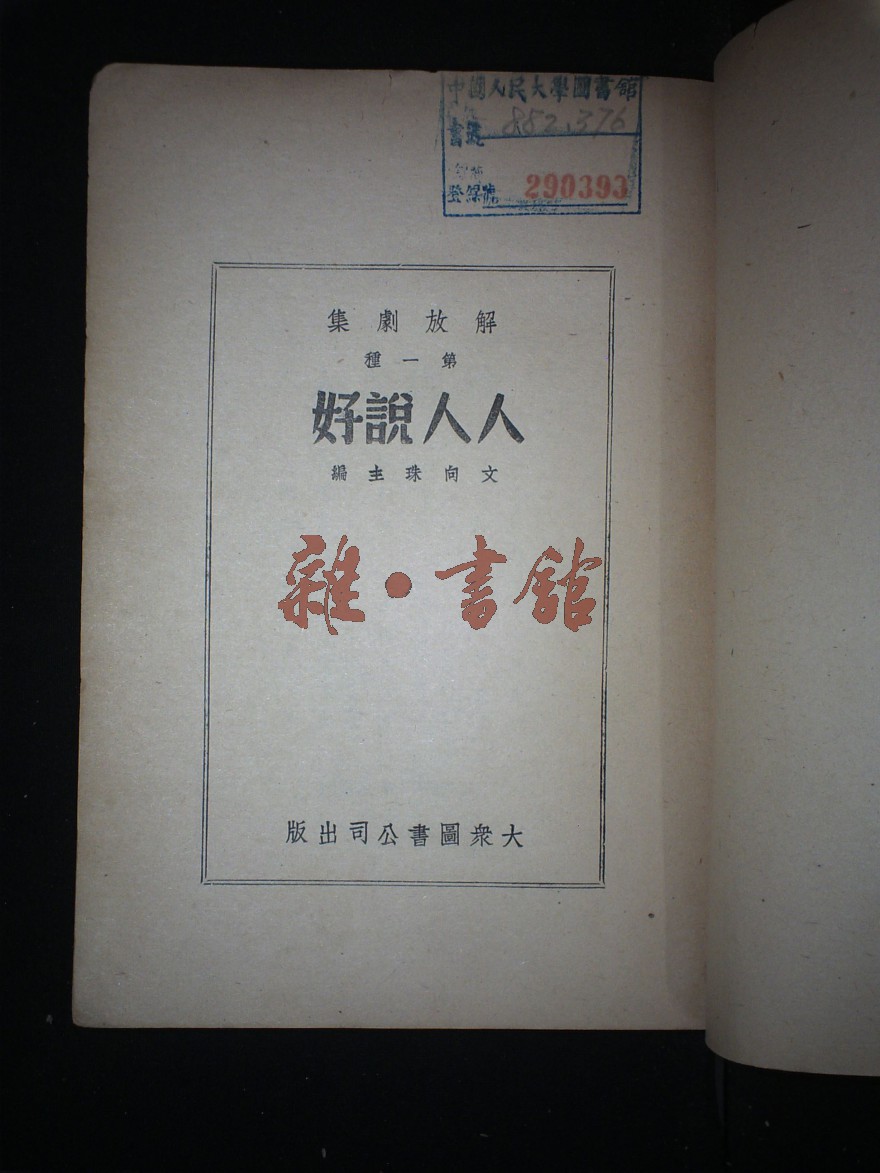 中國人民大學圖書館
書號 882.376
登錄號 290393
解放劇集
第一種
人人說好
文向珠主編
雜·書館
大衆圖書公司出版